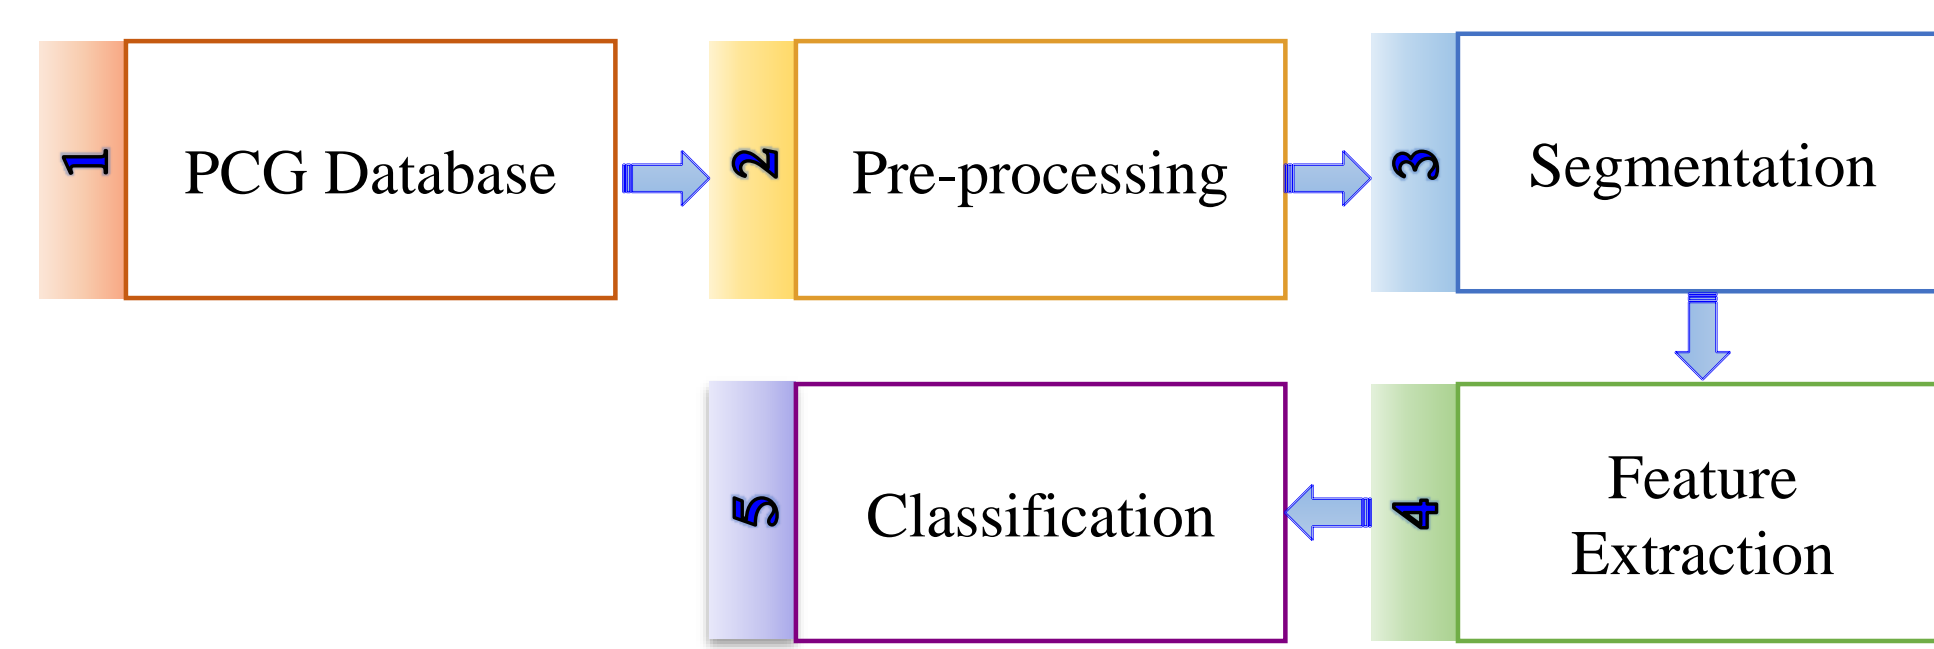 1
PCG Database
2
Pre-processing
3
Segmentation
4
Feature
Extraction
5
Classification